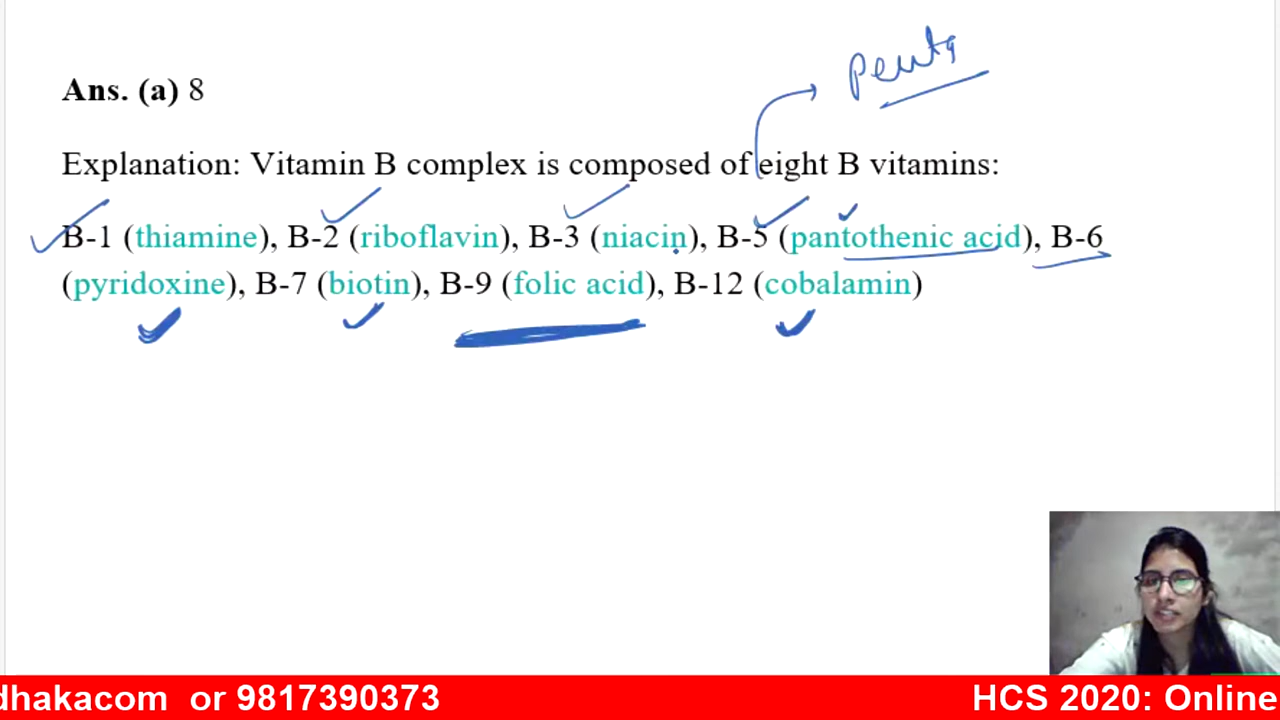 Penta
Ans. (a) 8
Explanation: Vitamin B complex is composed of eight B vitamins:
B-1 (thiamine), B-2 (riboflavin), B-3 (niacin), B-5 (pantothenic acid), B-6
(pyridoxine), B-7 (biotin), B-9 (folic acid), B-12 (cobalamin)
dhakacom or 9817390373 HCS 2020: Online